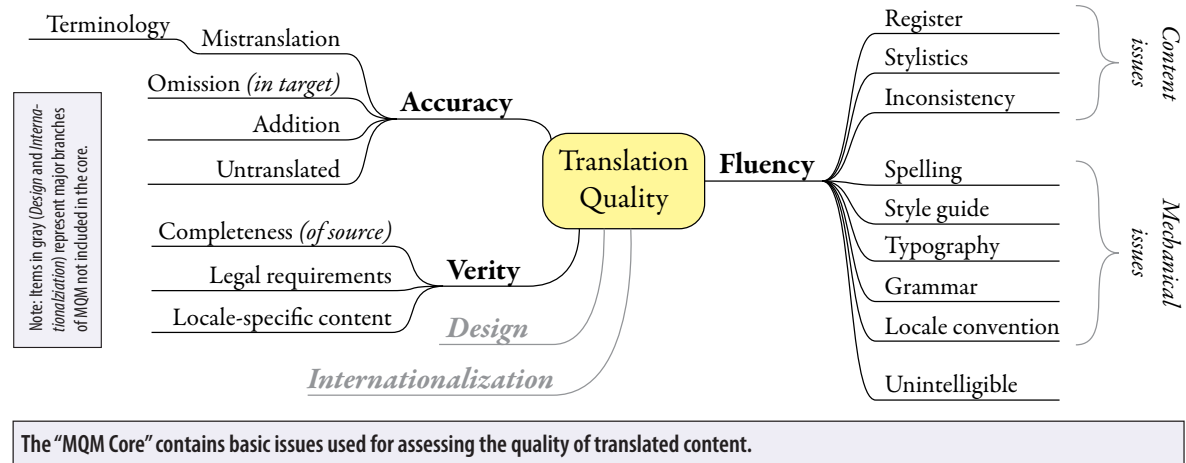 Terminology
Mistranslation
Omission (in target)
Addition
Untranslated
Accuracy
Completeness (of source)
Legal requirements
Locale-specific content
Verity
Design
Internationalization
Translation
Quality
Fluency
Register
Stylistics
Inconsistency
Content
issues
Spelling
Style guide
Typography
Grammar
Locale convention
Mechanical
issues
Unintelligible
Note: Items in gray (Design and Interna-
tionalziation) represent major branches
of MQM not included in the core.
The “MQM Core” contains basic issues used for assessing the quality of translated content.